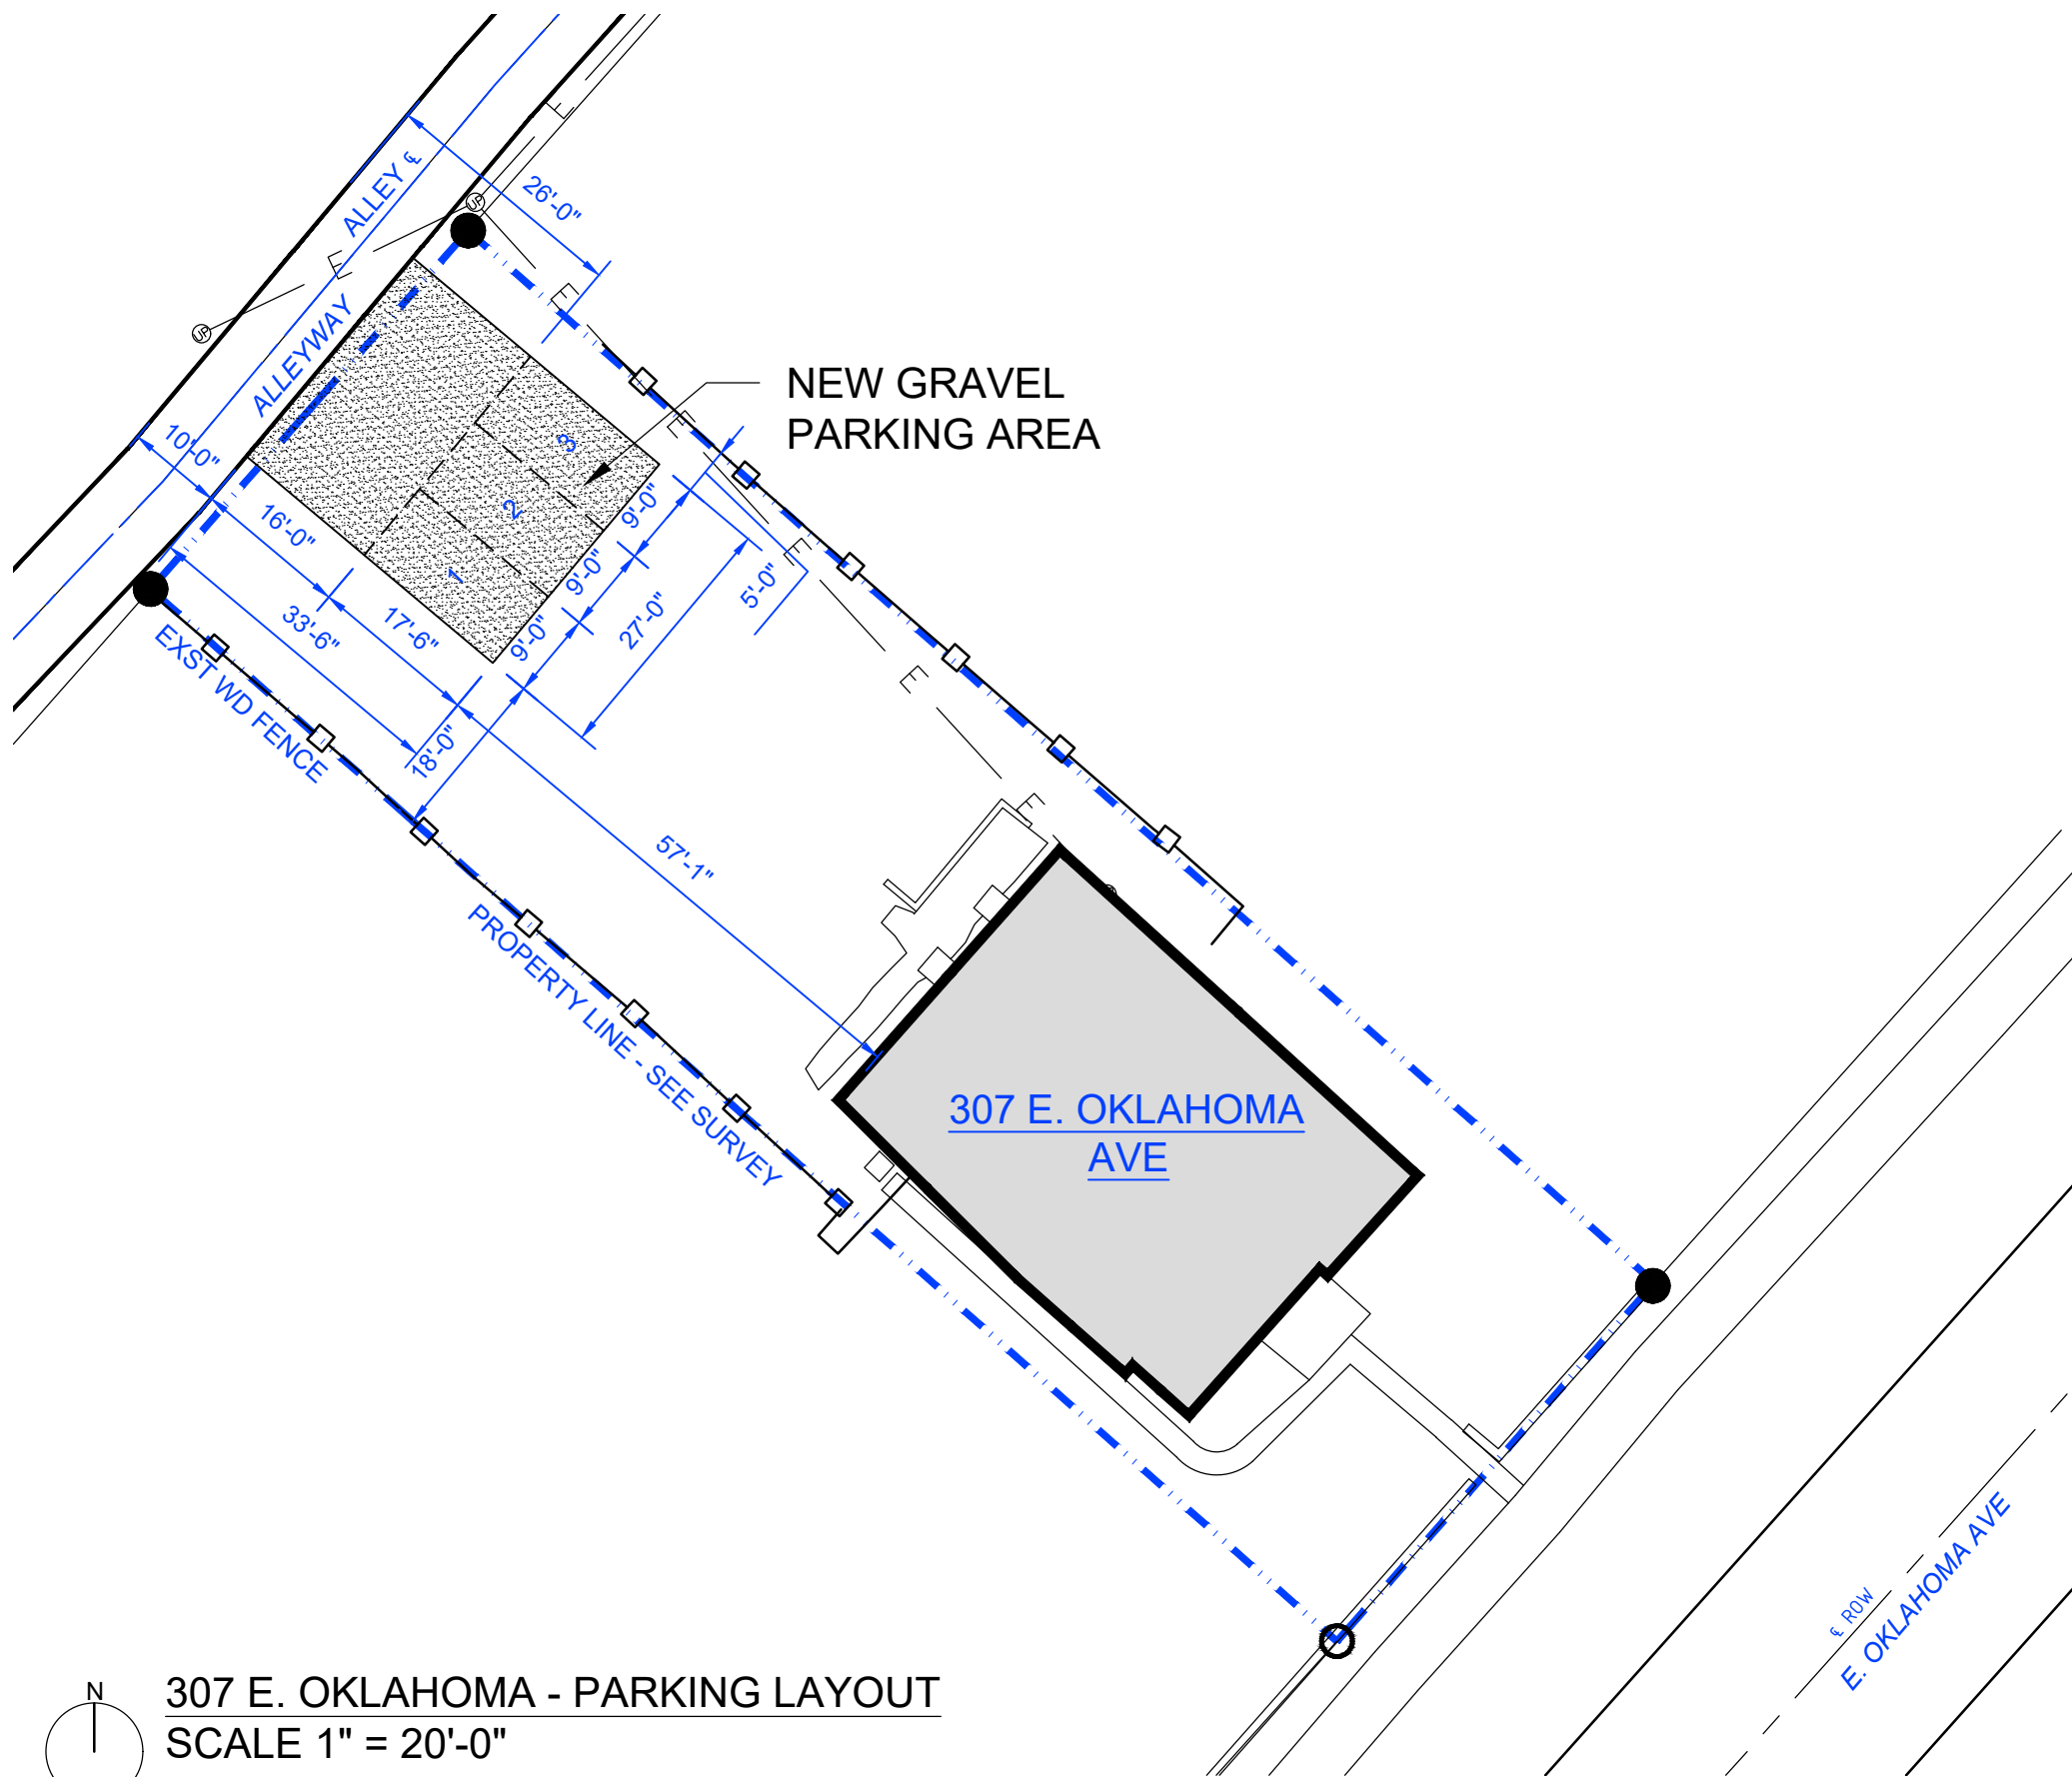 E
UP
26'-0"
ALLEY ℄
E
E
UP
ALLEYWAY
NEW GRAVEL
PARKING AREA
10'-0"
E
3
2
1
16'-0"
9'-0"
E
9'-0"
5'-0"
33'-6"
17'-6"
9'-0"
27'-0"
EXST WD FENCE
E
18'-0"
E
57'-1"
PROPERTY LINE - SEE SURVEY
307 E. OKLAHOMA
AVE
℄ ROW
E. OKLAHOMA AVE
N
307 E. OKLAHOMA - PARKING LAYOUT
SCALE 1" = 20'-0"